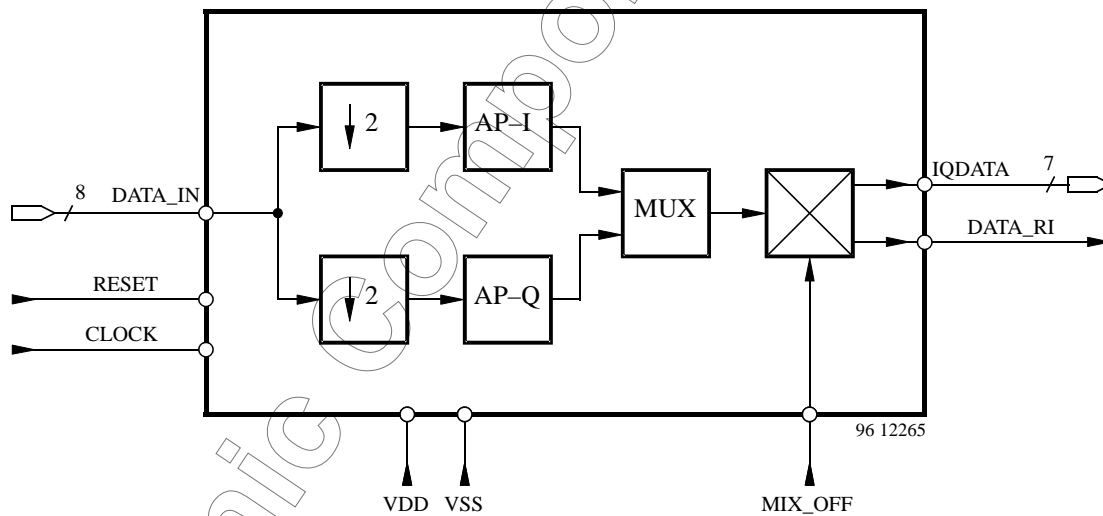 ↓ 2
AP–I
8
DATA_IN
MUX
IQDATA
7
DATA_RI
RESET
↓ 2
AP–Q
CLOCK
96 12265
VDD
VSS
MIX_OFF